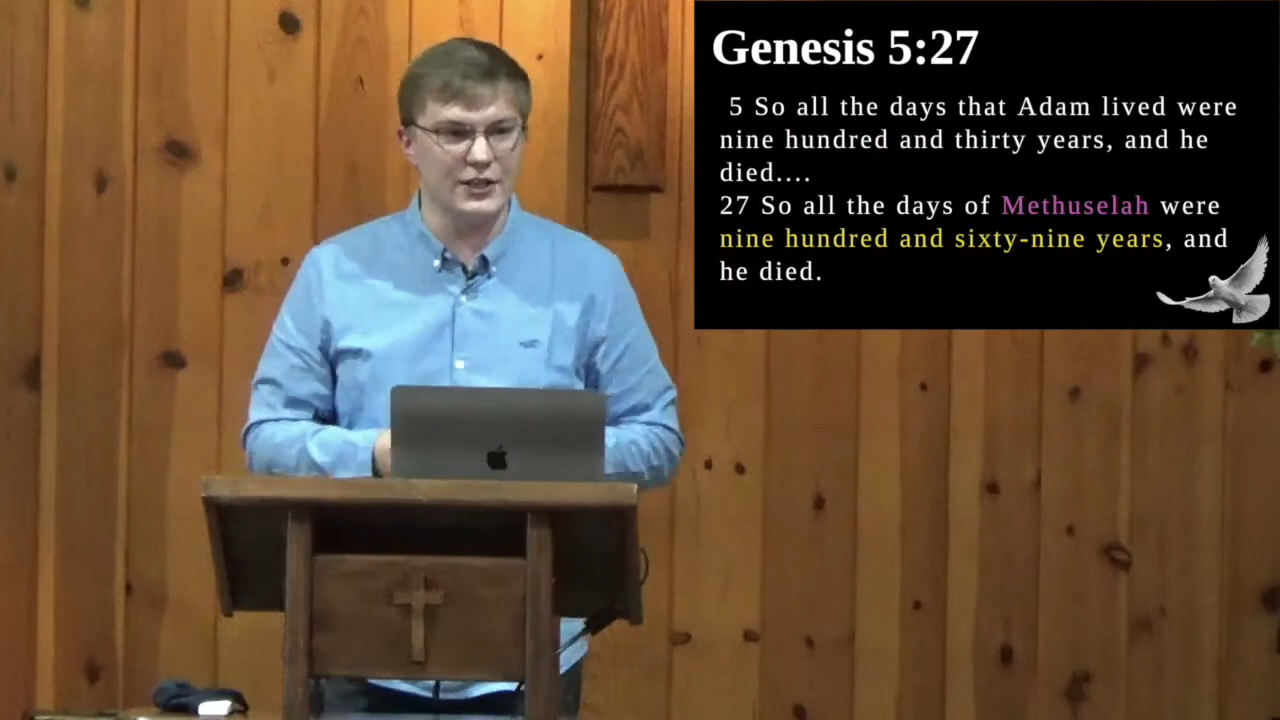 Genesis 5:27
5 So all the days that Adam lived were
nine hundred and thirty years, and he
died....
27 So all the days of Methuselah were
nine hundred and sixty-nine years, and
he died.